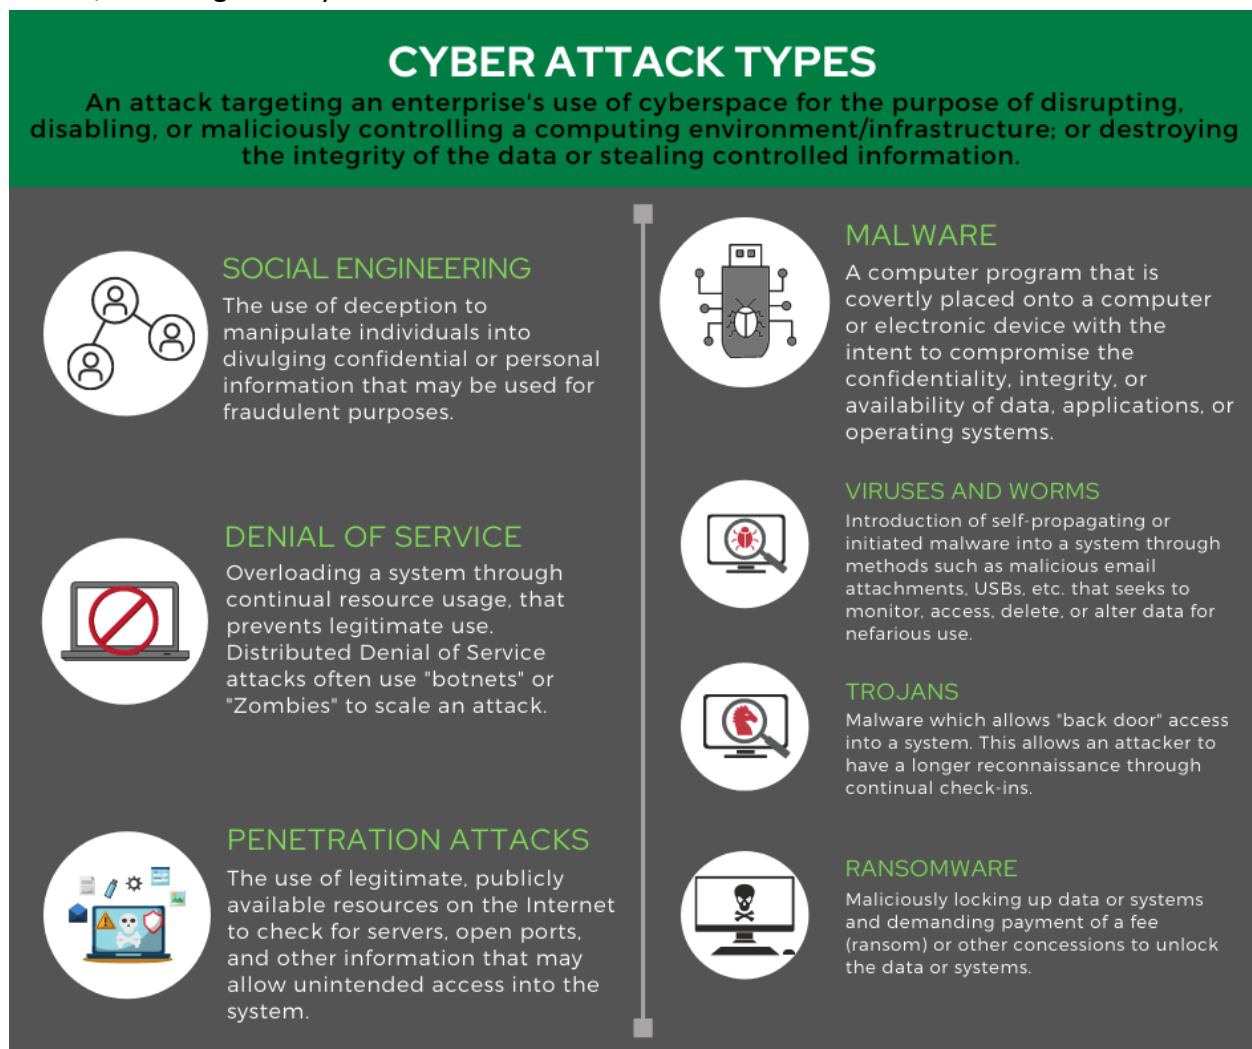 CYBER ATTACK TYPES
An attack targeting an enterprise's use of cyberspace for the purpose of disrupting,
disabling, or maliciously controlling a computing environment/infrastructure; or destroying
the integrity of the data or stealing controlled information.
SOCIAL ENGINEERING
The use of deception to
manipulate individuals into
divulging confidential or personal
information that may be used for
fraudulent purposes.
DENIAL OF SERVICE
Overloading a system through
continual resource usage, that
prevents legitimate use.
Distributed Denial of Service
attacks often use "botnets" or
"Zombies" to scale an attack.
PENETRATION ATTACKS
The use of legitimate, publicly
available resources on the Internet
to check for servers, open ports,
and other information that may
allow unintended access into the
system.
MALWARE
A computer program that is
covertly placed onto a computer
or electronic device with the
intent to compromise the
confidentiality, integrity, or
availability of data, applications, or
operating systems.
VIRUSES AND WORMS
Introduction of self-propagating or
initiated malware into a system through
methods such as malicious email
attachments, USBs, etc. that seeks to
monitor, access, delete, or alter data for
nefarious use.
TROJANS
Malware which allows "back door" access
into a system. This allows an attacker to
have a longer reconnaissance through
continual check-ins.
RANSOMWARE
Maliciously locking up data or systems
and demanding payment of a fee
(ransom) or other concessions to unlock
the data or systems.